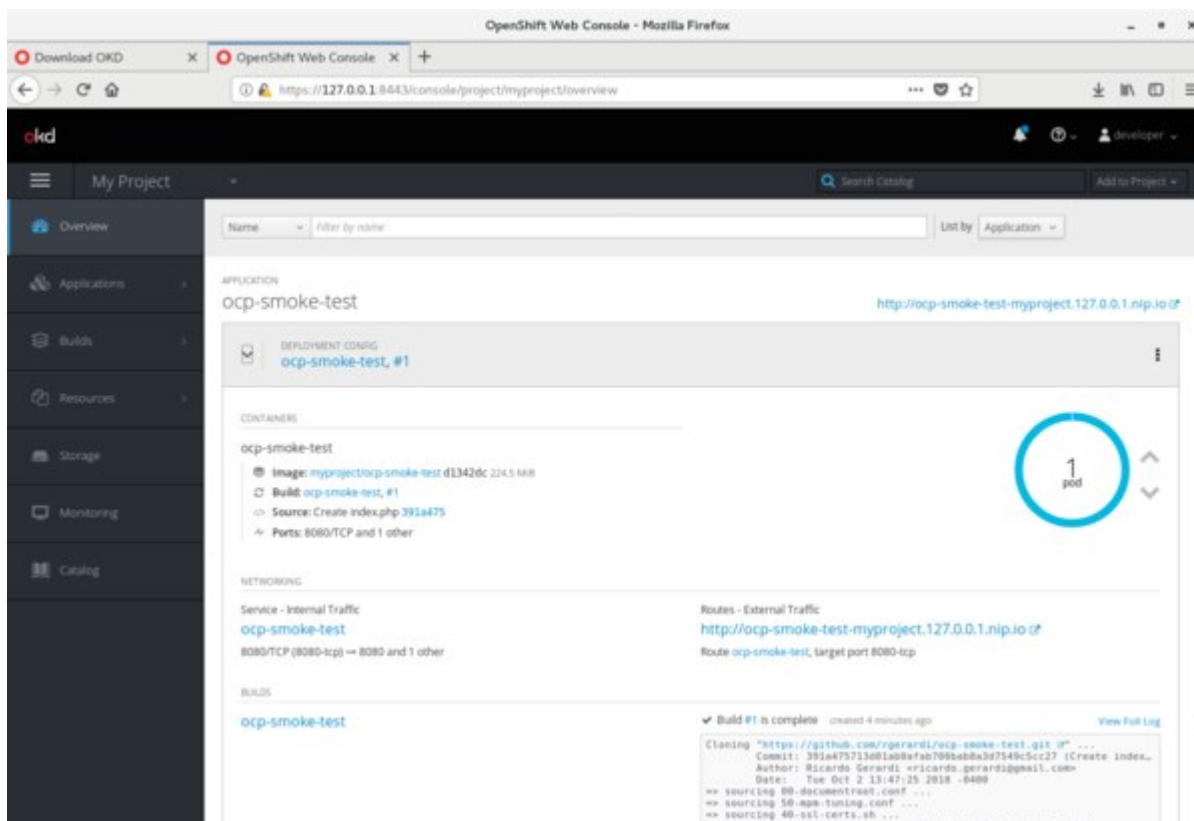 OpenShift Web Console - Mozilla Firefox
Download OKD
OpenShift Web Console
https://127.0.0.1:8443/console/project/myproject/overview
okd
developer
My Project
Search Catalog
Add to Project
Overview
Name
Filter by name
List by
Application
Applications
APPLICATION
ocp-smoke-test
http://ocp-smoke-test-myproject.127.0.0.1.nip.io
Builds
DEPLOYMENT CONFIG
ocp-smoke-test, #1
Resources
CONTAINERS
ocp-smoke-test
1
pod
Storage
Image: myproject/ocp-smoke-test d1342dc 224.5 MiB
Build: ocp-smoke-test, #1
Source: Create index.php 391a475
Ports: 8080/TCP and 1 other
Monitoring
Catalog
NETWORKING
Service - Internal Traffic
ocp-smoke-test
8080/TCP (8080-tcp) → 8080 and 1 other
Routes - External Traffic
http://ocp-smoke-test-myproject.127.0.0.1.nip.io
Route ocp-smoke-test, target port 8080-tcp
BUILDS
ocp-smoke-test
Build #1 is complete created 4 minutes ago
View Full Log
Cloning "https://github.com/rgerardi/ocp-smoke-test.git" ...
Commit: (Create index…
Author: Ricardo Gerardi <ricardo.gerardi@gmail.com>
Date: Tue Oct 2 13:47:25 2018 -0400
=> sourcing 00-documentroot.conf ...
=> sourcing 50-mpm-tuning.conf ...
=> sourcing 40-ssl-certs.sh ...